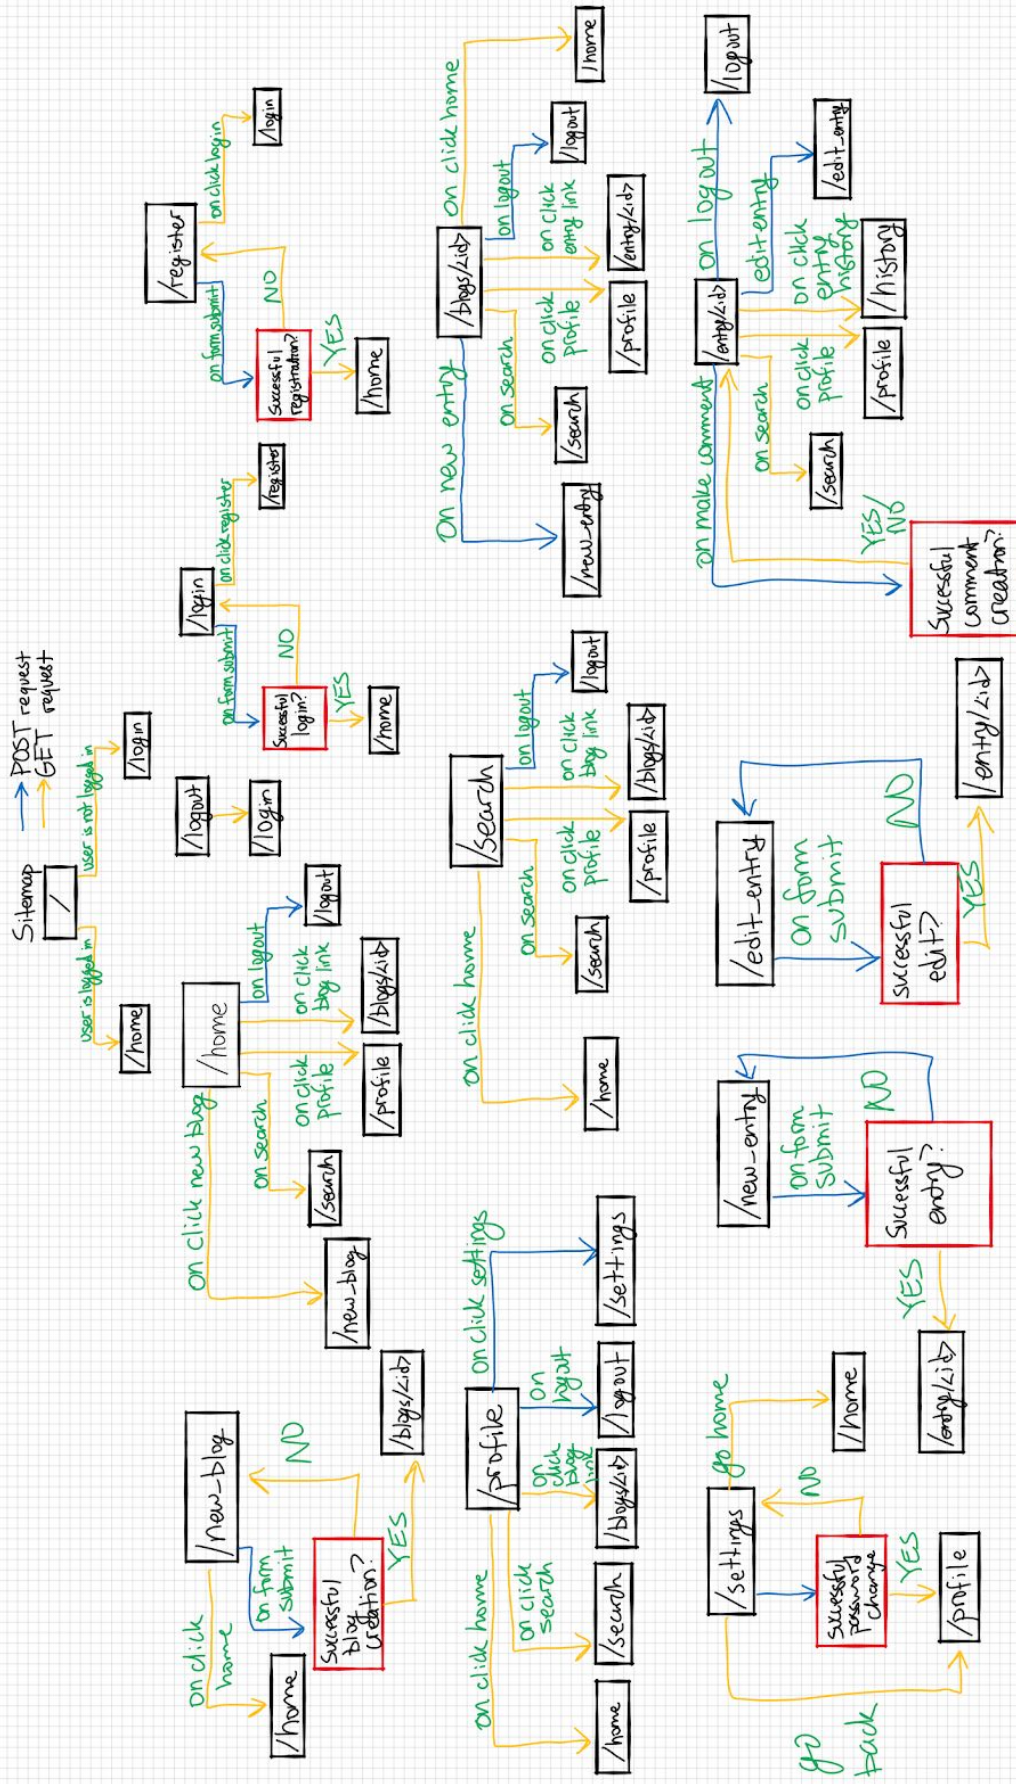 Sitemap
→ POST request
→ GET request
/
user is logged in
user is not logged in
/home
/login
/new_blog
on click
home
/home
on form
submit
Successful
blog
creation?
NO
YES
/blogs/<id>
/home
on click new blog
/new_blog
on search
/search
on click
profile
/profile
on click
blog link
/blogs/<id>
on logout
/logout
/logout
/login
/login
on form submit
Successful
login?
NO
YES
/home
on click register
/register
/register
on form submit
Successful
registration?
NO
YES
/home
on click login
/login
/profile
on click home
/home
on click
search
/search
on
click
blog
link
/blogs/<id>
on
logout
/logout
on click settings
/settings
/search
on click home
/home
on search
/search
on click
profile
/profile
on click
blog link
/blogs/<id>
on logout
/logout
/blogs/<id>
on new entry
/new_entry
on search
/search
on click
profile
/profile
on click
entry link
/entry/<id>
on logout
/logout
on click home
/home
/settings
go
back
Successful
password
change
NO
YES
/profile
go home
/home
/new_entry
on form
submit
Successful
entry?
NO
YES
/entry/<id>
/edit_entry
on form
submit
Successful
edit?
NO
YES
/entry/<id>
/entry/<id>
on make comment
Successful
comment
creation?
YES/
NO
on search
/search
on click
profile
/profile
on click
entry
history
/history
edit entry
/edit_entry
on log out
/logout